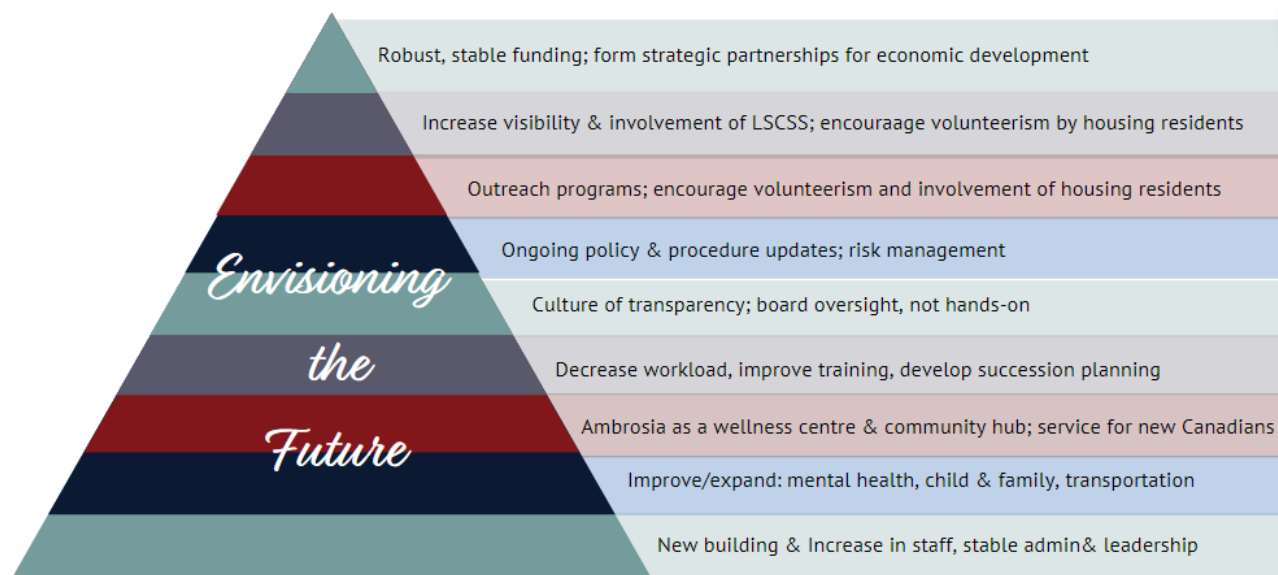 Robust, stable funding; form strategic partnerships for economic development
Increase visibility & involvement of LSCSS; encouraage volunteerism by housing residents
Outreach programs; encourage volunteerism and involvement of housing residents
Ongoing policy & procedure updates; risk management
Envisioning
Culture of transparency; board oversight, not hands-on
the
Decrease workload, improve training, develop succession planning
Ambrosia as a wellness centre & community hub; service for new Canadians
Future
Improve/expand: mental health, child & family, transportation
New building & Increase in staff, stable admin& leadership